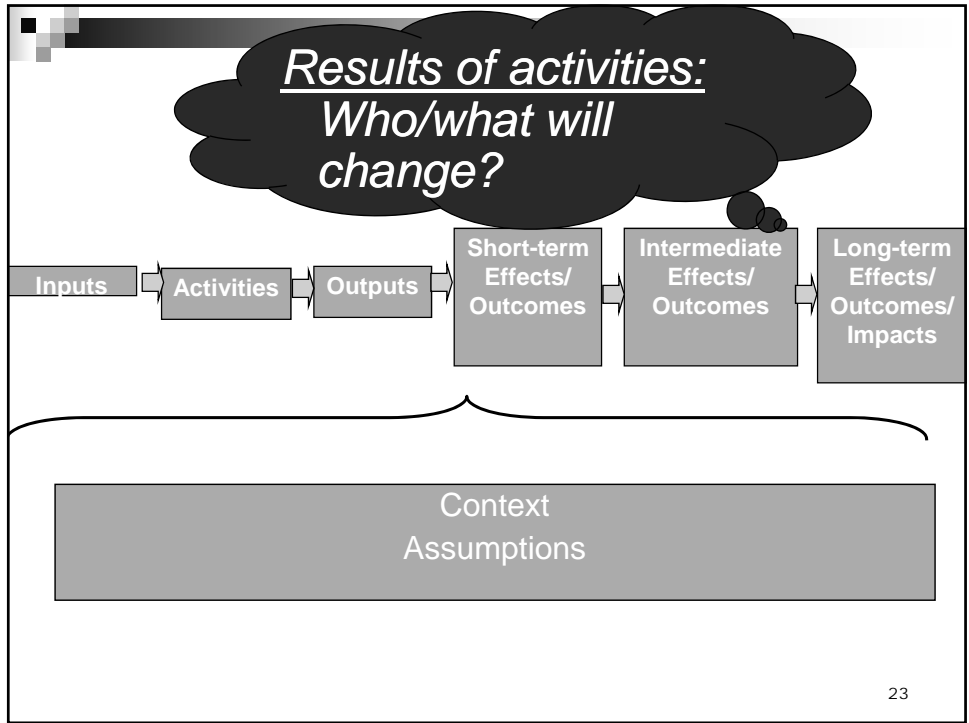 Results of activities:
Who/what will
change?
Inputs
Activities
Outputs
Short-term
Effects/
Outcomes
Intermediate
Effects/
Outcomes
Long-term
Effects/
Outcomes/
Impacts
Context
Assumptions
23